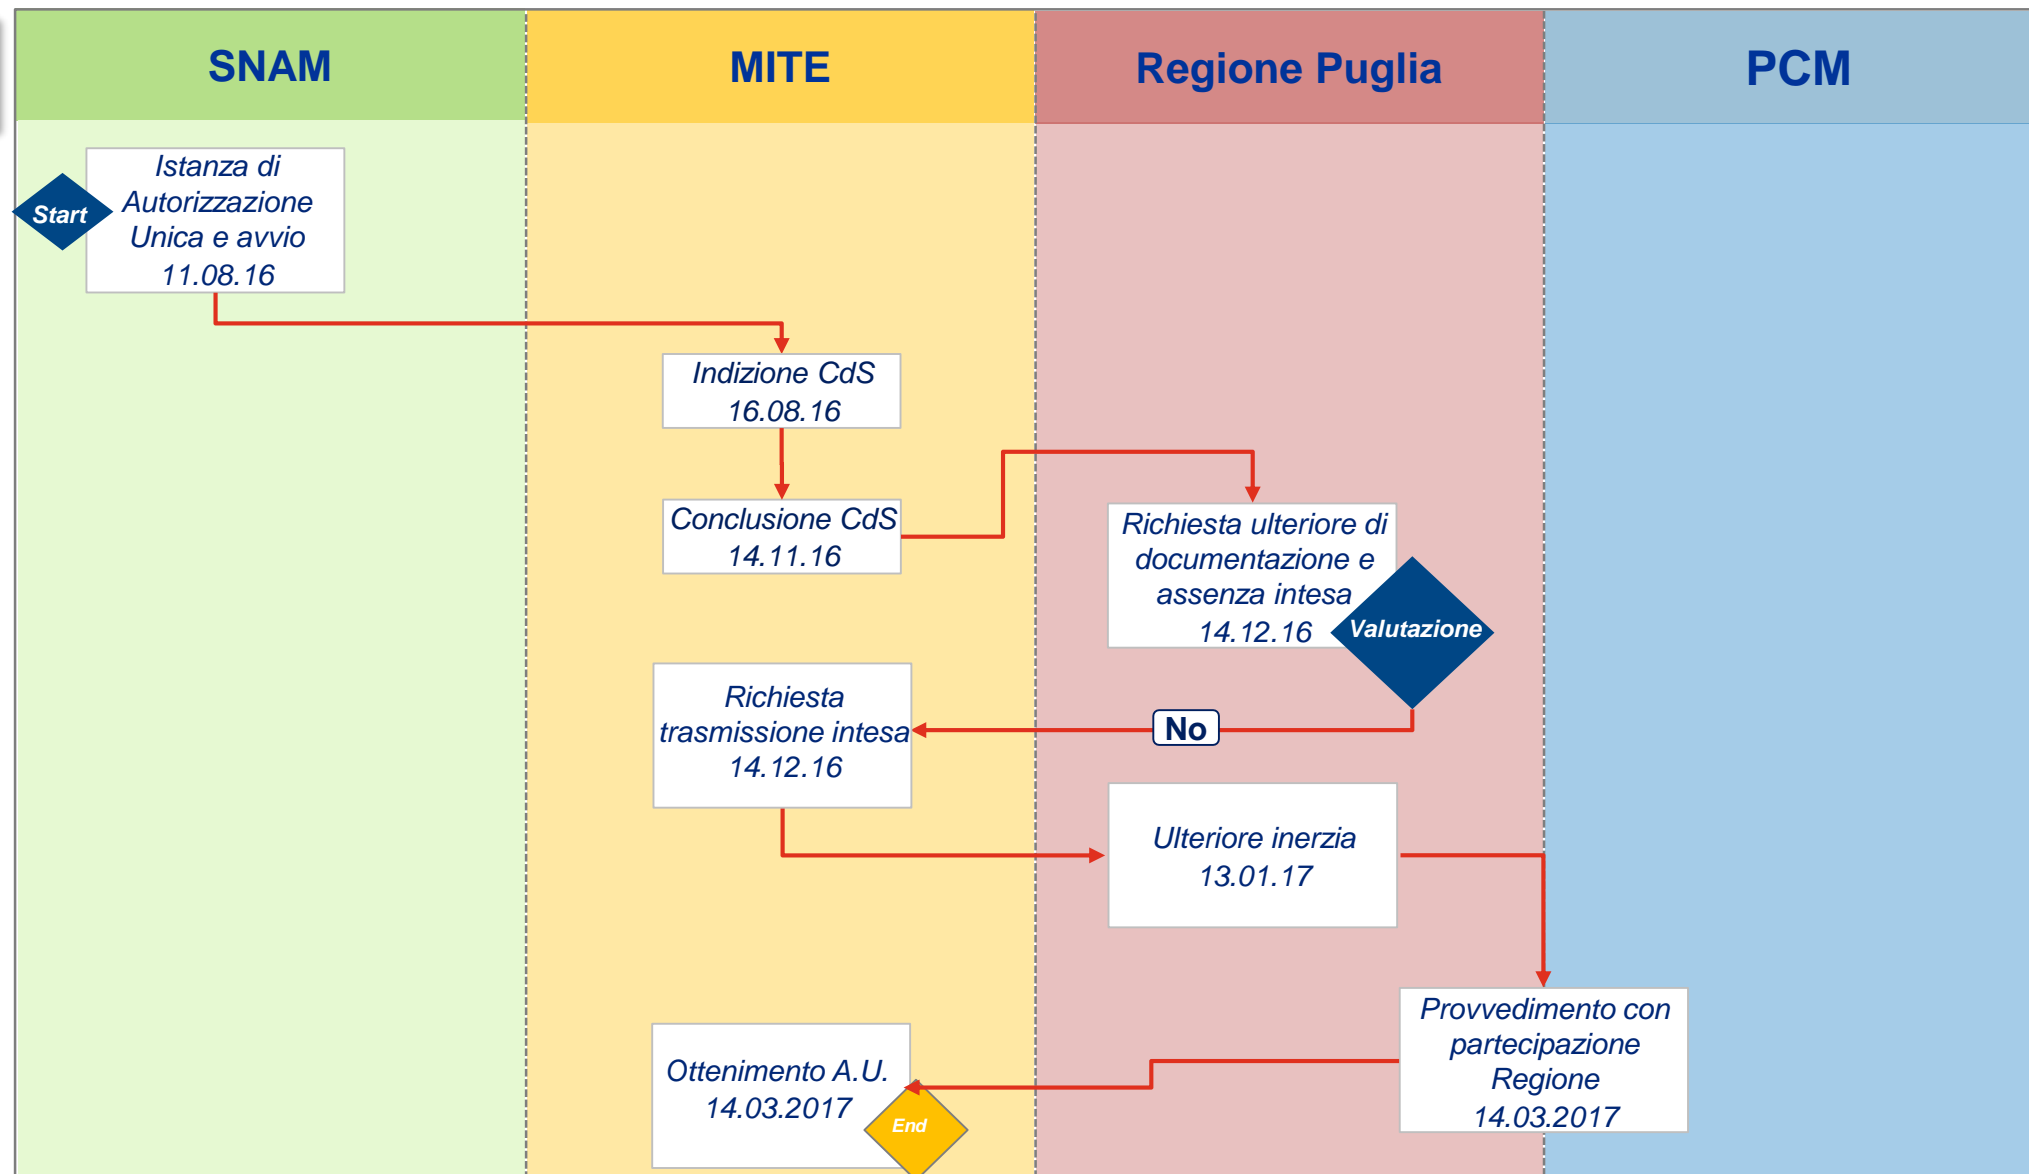 SNAM
MITE
Regione Puglia
PCM
Start
Istanza di
Autorizzazione
Unica e avvio
11.08.16
Indizione CdS
16.08.16
Conclusione CdS
14.11.16
Richiesta ulteriore di
documentazione e
assenza intesa
14.12.16
Valutazione
No
Richiesta
trasmissione intesa
14.12.16
Ulteriore inerzia
13.01.17
Provvedimento con
partecipazione
Regione
14.03.2017
Ottenimento A.U.
14.03.2017
End